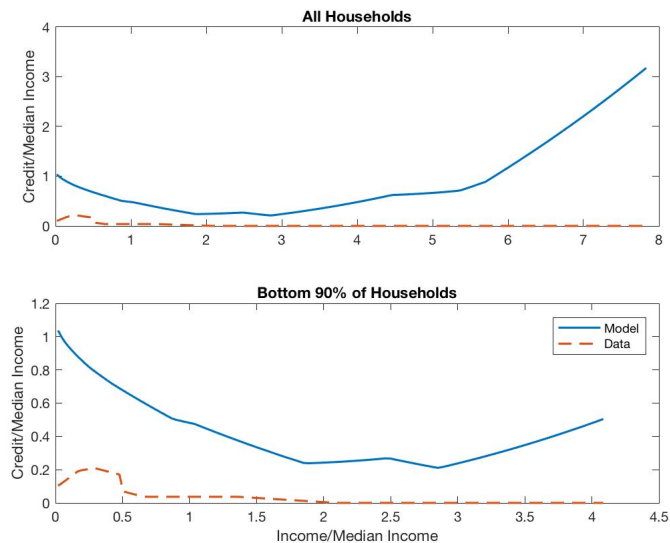 All Households
Credit/Median Income
4
3
2
1
0
0 1 2 3 4 5 6 7 8
Bottom 90% of Households
Credit/Median Income
1.2
1
0.8
0.6
0.4
0.2
0
Model
Data
0 0.5 1 1.5 2 2.5 3 3.5 4 4.5
Income/Median Income